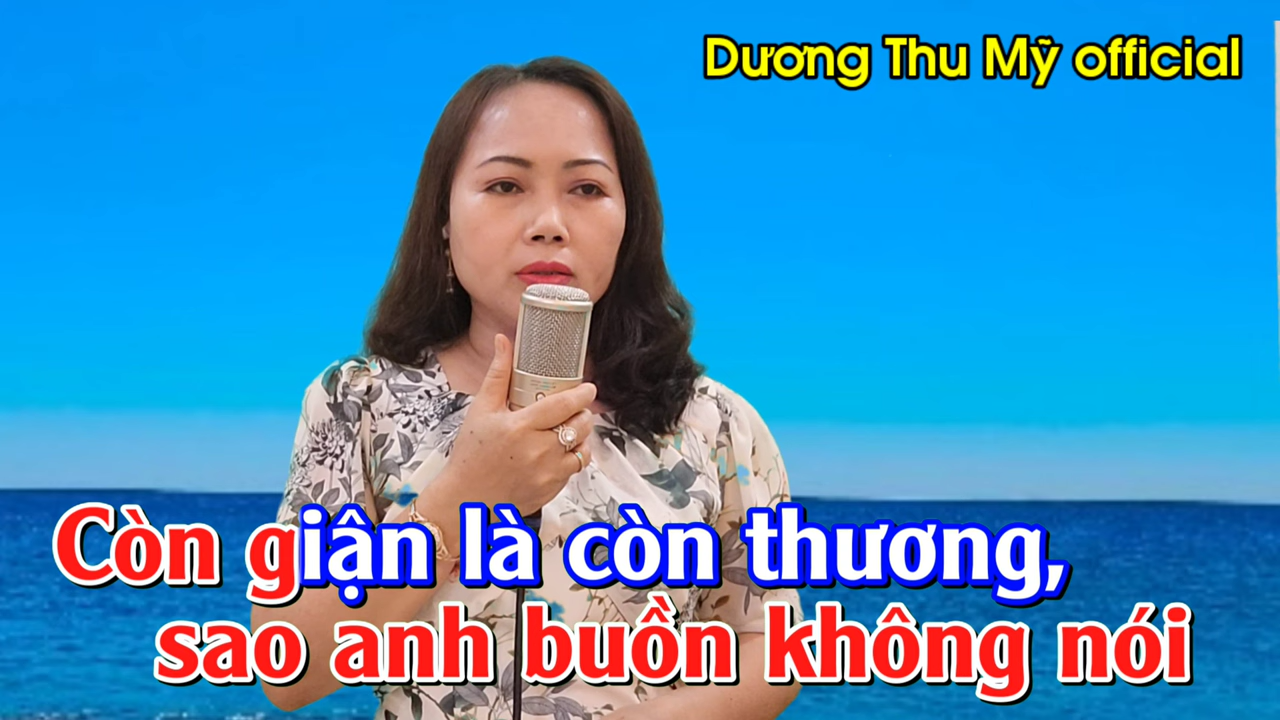 Dương Thu Mỹ official
Còn giận là còn thương,
sao anh buồn không nói